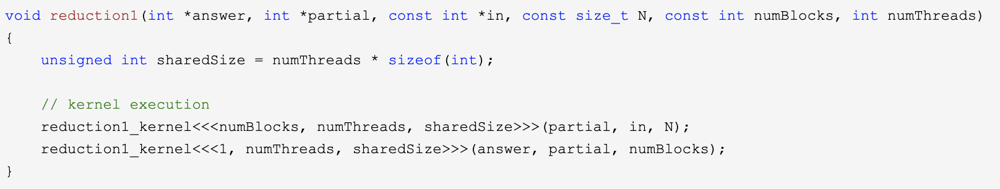 void reduction1(int *answer, int *partial, const int *in, const size_t N, const int numBlocks, int numThreads)
{
    unsigned int sharedSize = numThreads * sizeof(int);

    // kernel execution
    reduction1_kernel<<<numBlocks, numThreads, sharedSize>>>(partial, in, N);
    reduction1_kernel<<<1, numThreads, sharedSize>>>(answer, partial, numBlocks);
}